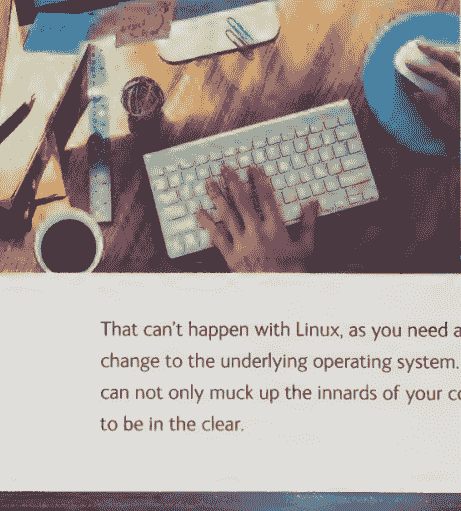 That can't happen with Linux, as you need a
change to the underlying operating system.
can not only muck up the innards of your co
to be in the clear.